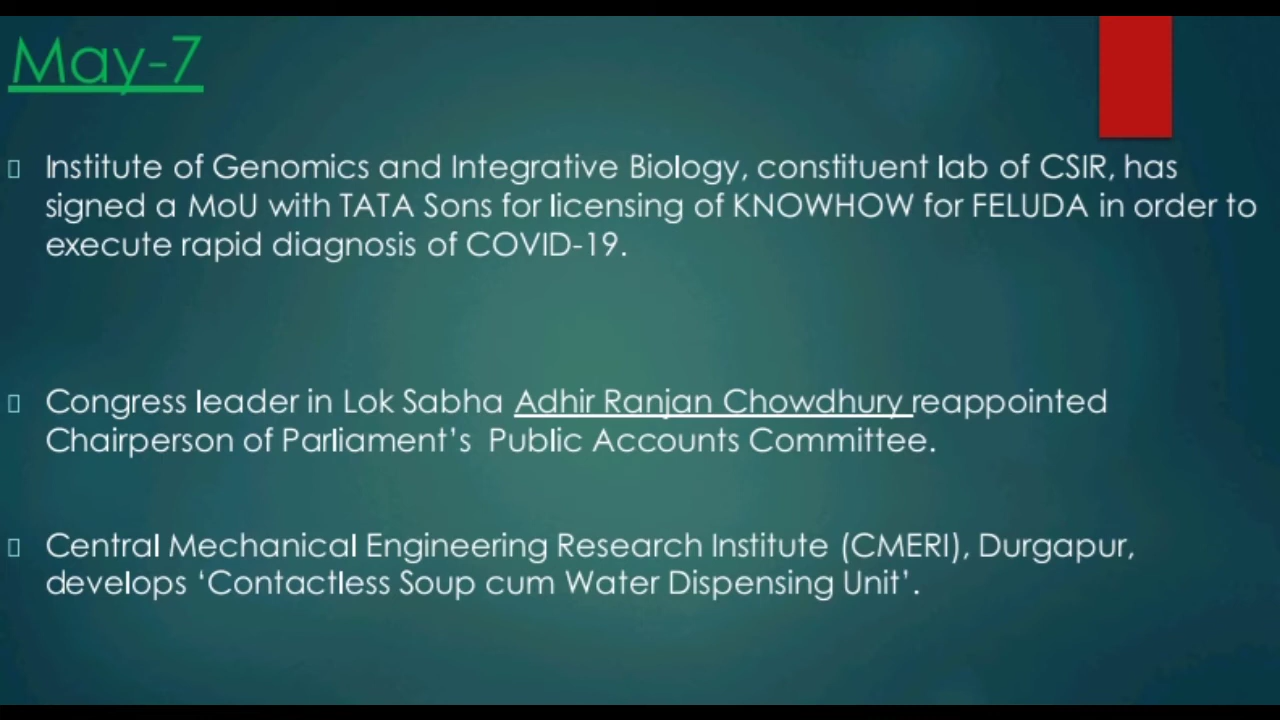 May-7
Institute of Genomics and Integrative Biology, constituent lab of CSIR, has
signed a MoU with TATA Sons for licensing of KNOWHOW for FELUDA in order to
execute rapid diagnosis of COVID-19.
Congress leader in Lok Sabha Adhir Ranjan Chowdhury reappointed
Chairperson of Parliament’s  Public Accounts Committee.
Central Mechanical Engineering Research Institute (CMERI), Durgapur,
develops ‘Contactless Soup cum Water Dispensing Unit’.